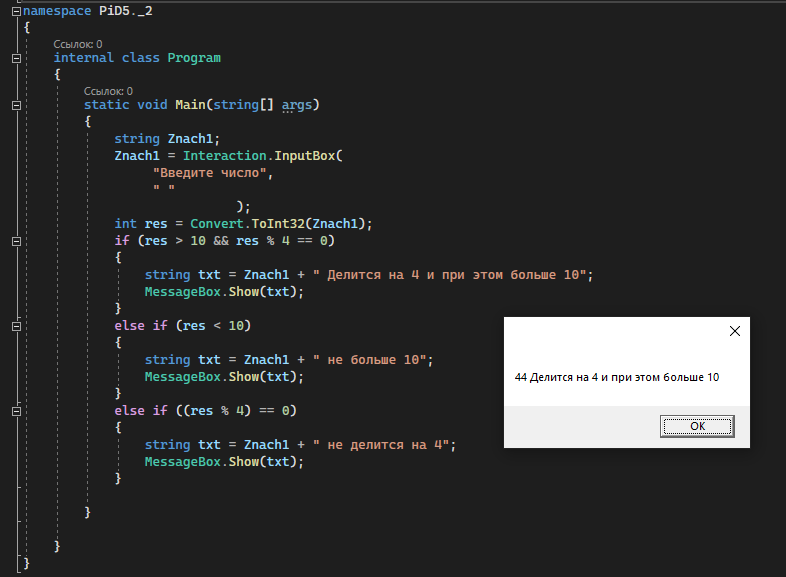 namespace PiD5._2
{
Ссылок: 0
internal class Program
{
Ссылок: 0
static void Main(string[] args)
{
string Znach1;
Znach1 = Interaction.InputBox(
"Введите число",
" "
);
int res = Convert.ToInt32(Znach1);
if (res > 10 && res % 4 == 0)
{
string txt = Znach1 + " Делится на 4 и при этом больше 10";
MessageBox.Show(txt);
}
else if (res < 10)
{
string txt = Znach1 + " не больше 10";
MessageBox.Show(txt);
}
else if ((res % 4) == 0)
{
string txt = Znach1 + " не делится на 4";
MessageBox.Show(txt);
}
}
}
}
44 Делится на 4 и при этом больше 10
OK